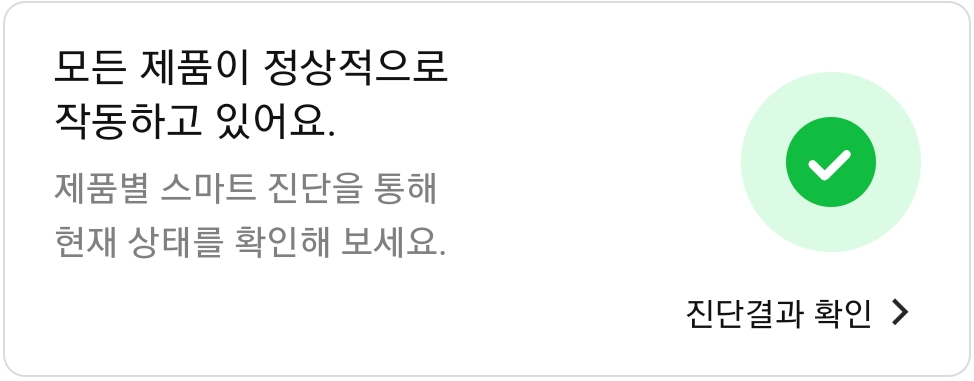 모든 제품이 정상적으로
작동하고 있어요.
제품별 스마트 진단을 통해
현재 상태를 확인해 보세요.
진단결과 확인